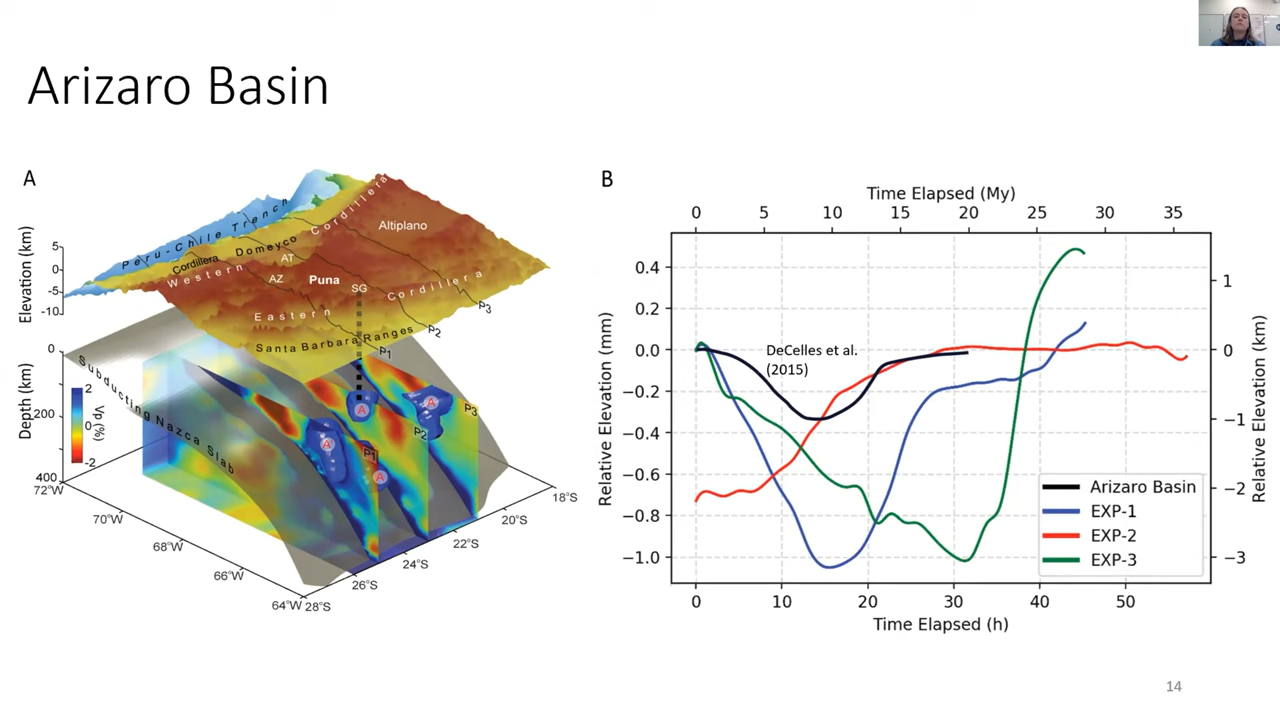 Arizaro Basin
A
Peru-Chile Trench
Cordillera Domeyco
Western Cordillera
Altiplano
AT
AZ
Puna
SG
Eastern Cordillera
Santa Barbara Ranges
P1
P2
P3
Elevation (km)
5
0
-5
-10
Subducting Nazca Slab
Depth (km)
0
200
400
2
0
-2
Vp(%)
A
A
A
A
P1
P2
P3
72°W
70°W
68°W
66°W
64°W
28°S
26°S
24°S
22°S
20°S
18°S
B
Time Elapsed (My)
0 5 10 15 20 25 30 35
Relative Elevation (mm)
0.4
0.2
0.0
−0.2
−0.4
−0.6
−0.8
−1.0
DeCelles et al.
(2015)
Arizaro Basin
EXP-1
EXP-2
EXP-3
1
0
−1
−2
−3
Relative Elevation (km)
0 10 20 30 40 50
Time Elapsed (h)
14